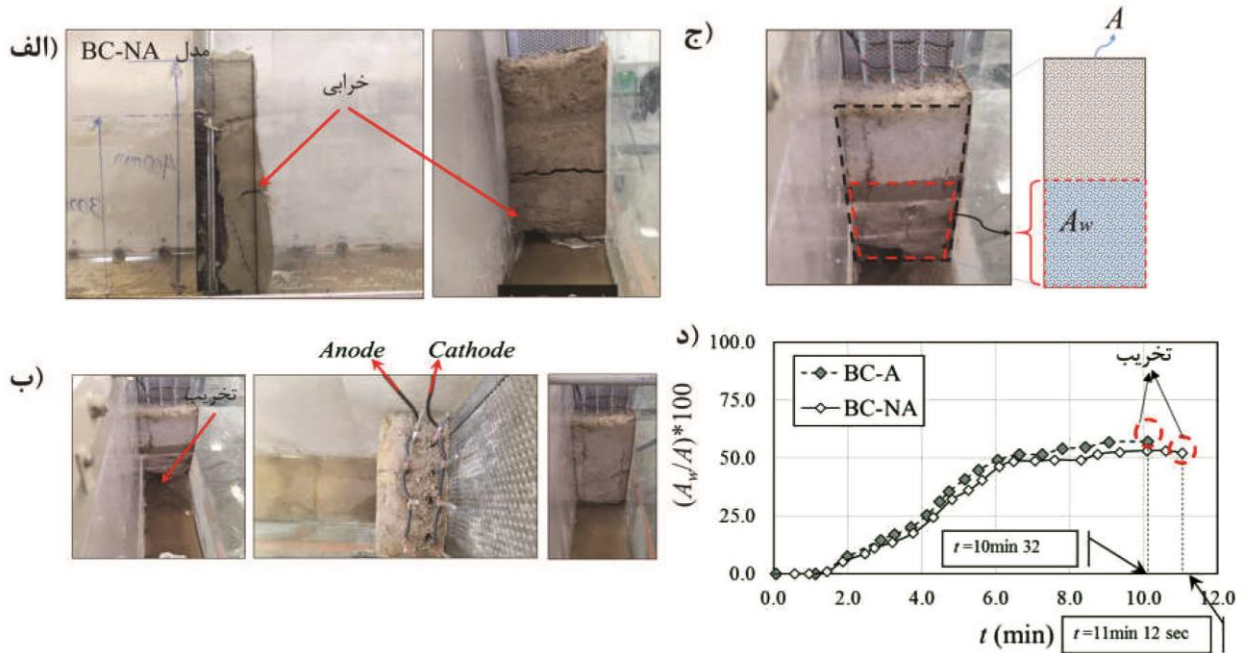 الف)
مدل BC-NA
خرابی
400mm
ب)
Anode
Cathode
تخریب
ج)
A
Aw
د)
تخریب
100.0
75.0
50.0
25.0
0.0
(Aw/A)*100
BC-A
BC-NA
t=10min 32
0.0 2.0 4.0 6.0 8.0 10.0 12.0
t (min)
t=11min 12 sec